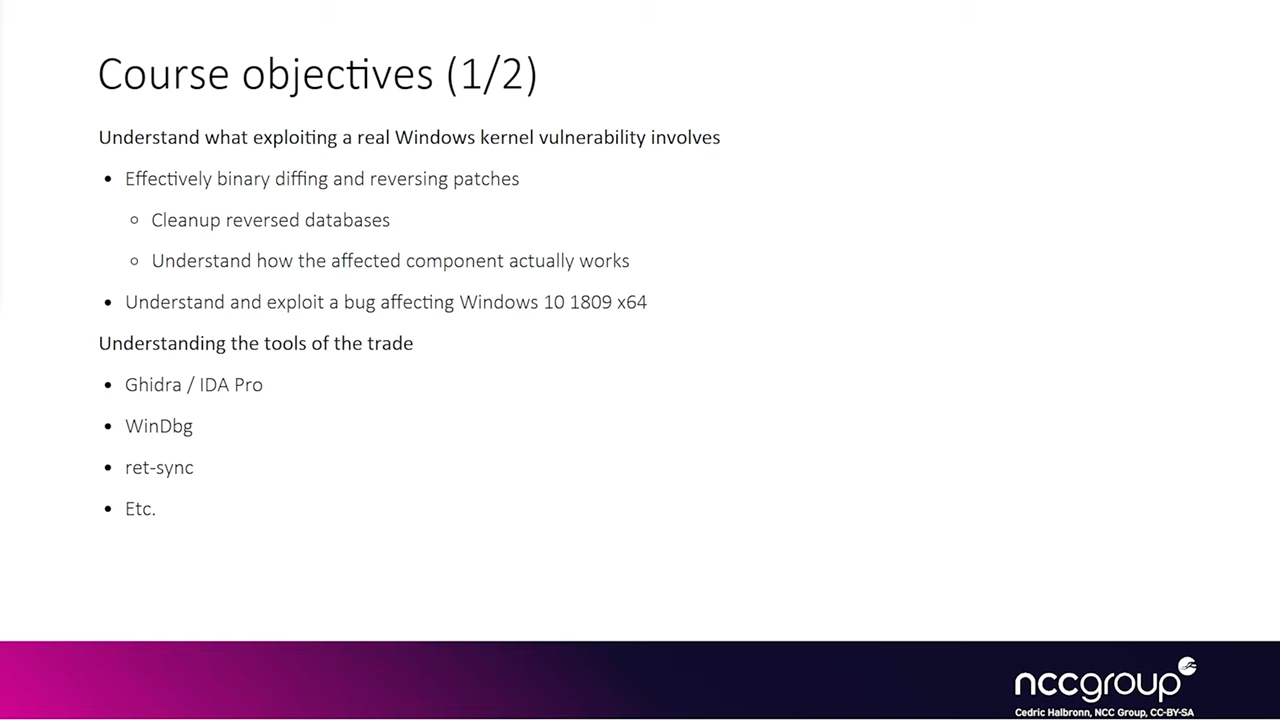 Course objectives (1/2)
Understand what exploiting a real Windows kernel vulnerability involves
• Effectively binary diffing and reversing patches
○ Cleanup reversed databases
○ Understand how the affected component actually works
• Understand and exploit a bug affecting Windows 10 1809 x64
Understanding the tools of the trade
• Ghidra / IDA Pro
• WinDbg
• ret-sync
• Etc.
nccgroup
Cedric Halbronn, NCC Group, CC-BY-SA